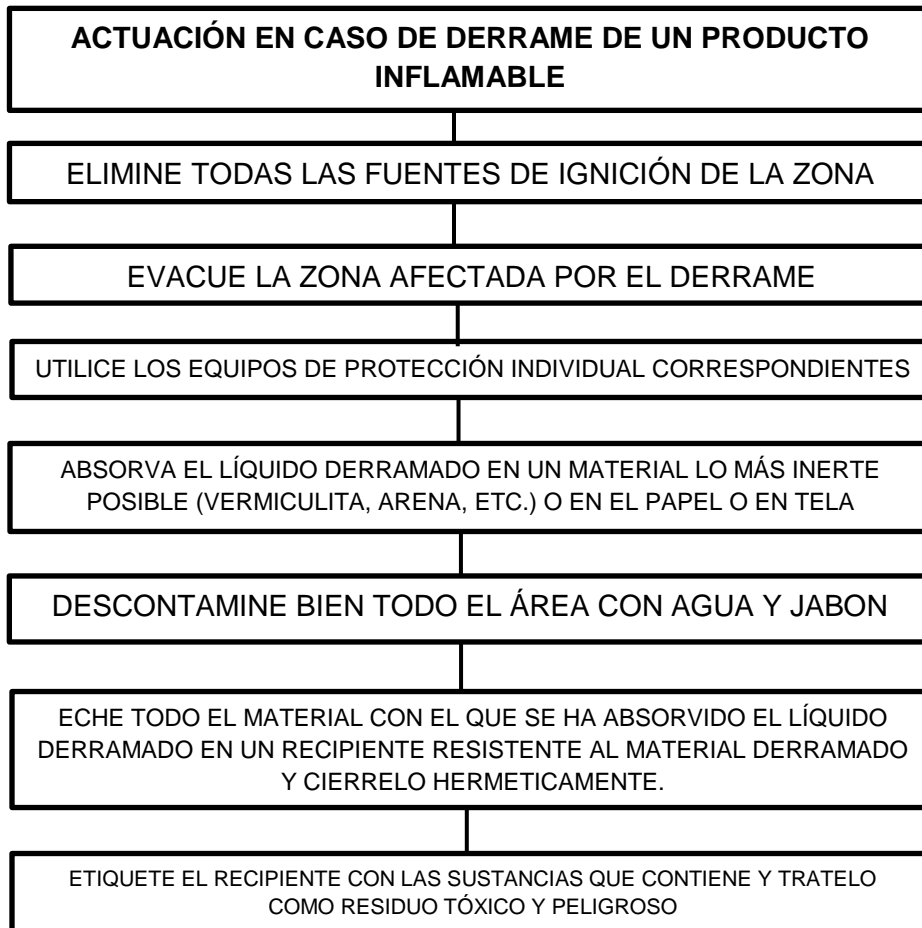 ACTUACIÓN EN CASO DE DERRAME DE UN PRODUCTO
INFLAMABLE
ELIMINE TODAS LAS FUENTES DE IGNICIÓN DE LA ZONA
EVACUE LA ZONA AFECTADA POR EL DERRAME
UTILICE LOS EQUIPOS DE PROTECCIÓN INDIVIDUAL CORRESPONDIENTES
ABSORVA EL LÍQUIDO DERRAMADO EN UN MATERIAL LO MÁS INERTE
POSIBLE (VERMICULITA, ARENA, ETC.) O EN EL PAPEL O EN TELA
DESCONTAMINE BIEN TODO EL ÁREA CON AGUA Y JABON
ECHE TODO EL MATERIAL CON EL QUE SE HA ABSORVIDO EL LÍQUIDO
DERRAMADO EN UN RECIPIENTE RESISTENTE AL MATERIAL DERRAMADO
Y CIERRELO HERMETICAMENTE.
ETIQUETE EL RECIPIENTE CON LAS SUSTANCIAS QUE CONTIENE Y TRATELO
COMO RESIDUO TÓXICO Y PELIGROSO